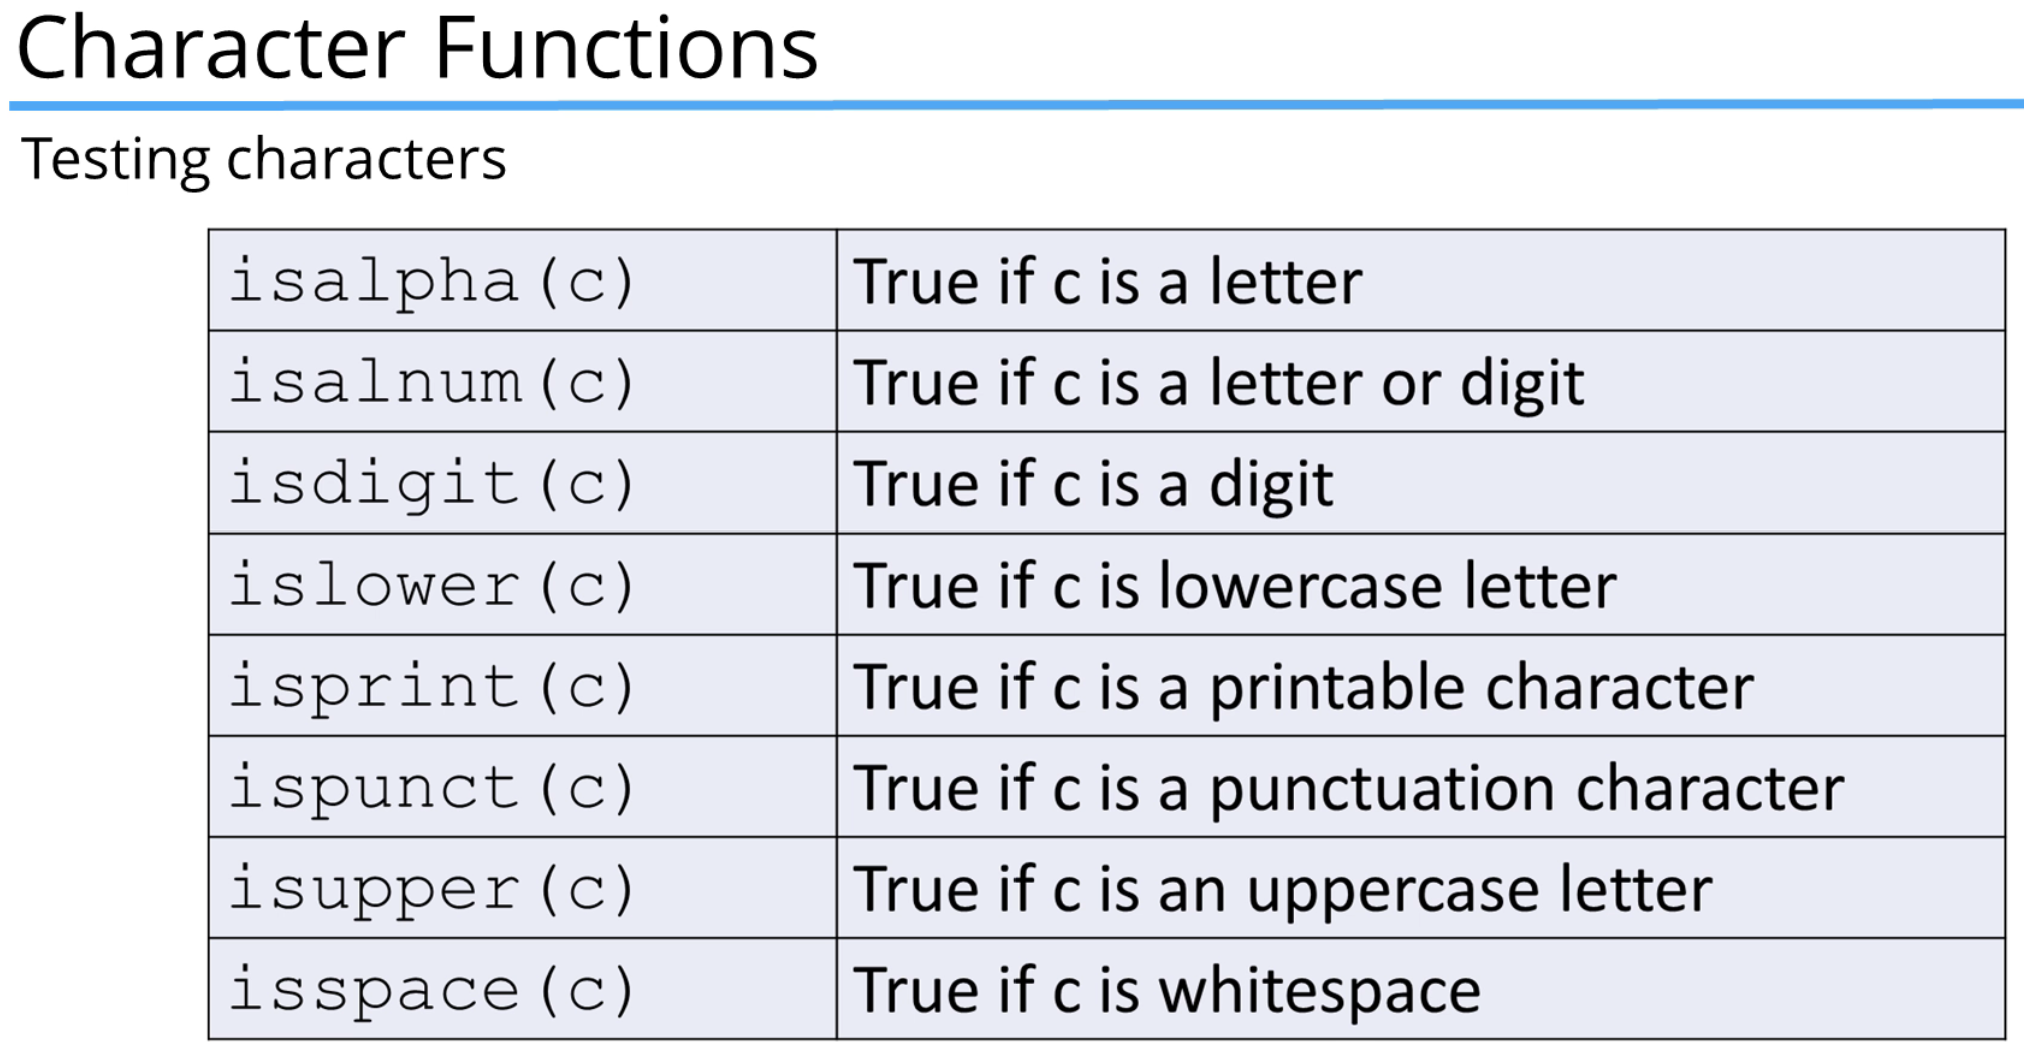 Character Functions
Testing characters
isalpha(c) True if c is a letter
isalnum(c) True if c is a letter or digit
isdigit(c) True if c is a digit
islower(c) True if c is lowercase letter
isprint(c) True if c is a printable character
ispunct(c) True if c is a punctuation character
isupper(c) True if c is an uppercase letter
isspace(c) True if c is whitespace